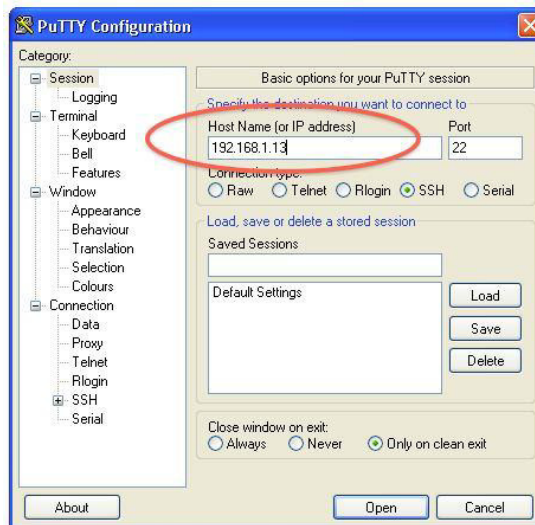 PuTTY Configuration
Category:
Session
Logging
Terminal
Keyboard
Bell
Features
Window
Appearance
Behaviour
Translation
Selection
Colours
Connection
Data
Proxy
Telnet
Rlogin
SSH
Serial
Basic options for your PuTTY session
Specify the destination you want to connect to
Host Name (or IP address) Port
192.168.1.13 22
Connection type:
Raw Telnet Rlogin SSH Serial
Load, save or delete a stored session
Saved Sessions
Default Settings
Load
Save
Delete
Close window on exit:
Always Never Only on clean exit
About Open Cancel